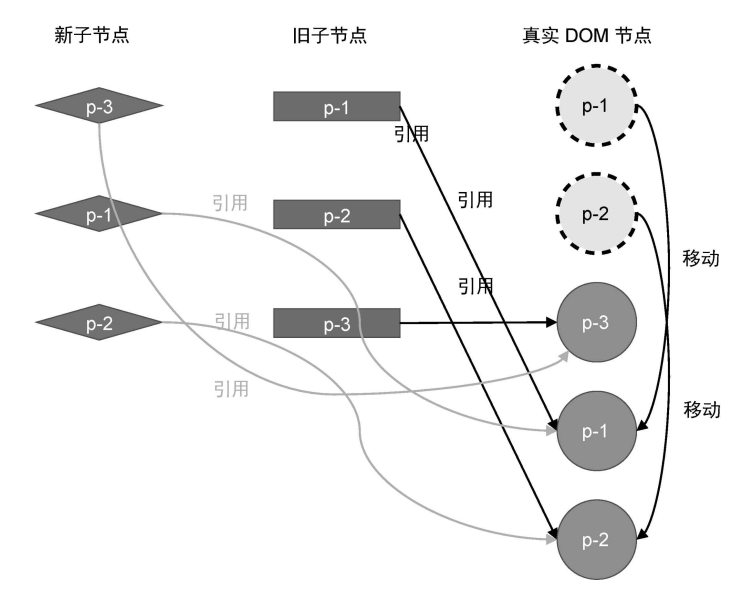 新子节点 旧子节点 真实 DOM 节点
p-3 p-1 p-1
引用
p-1 引用 p-2 引用 p-2
移动
引用
p-2 引用 p-3 p-3
引用
移动
p-1
p-2